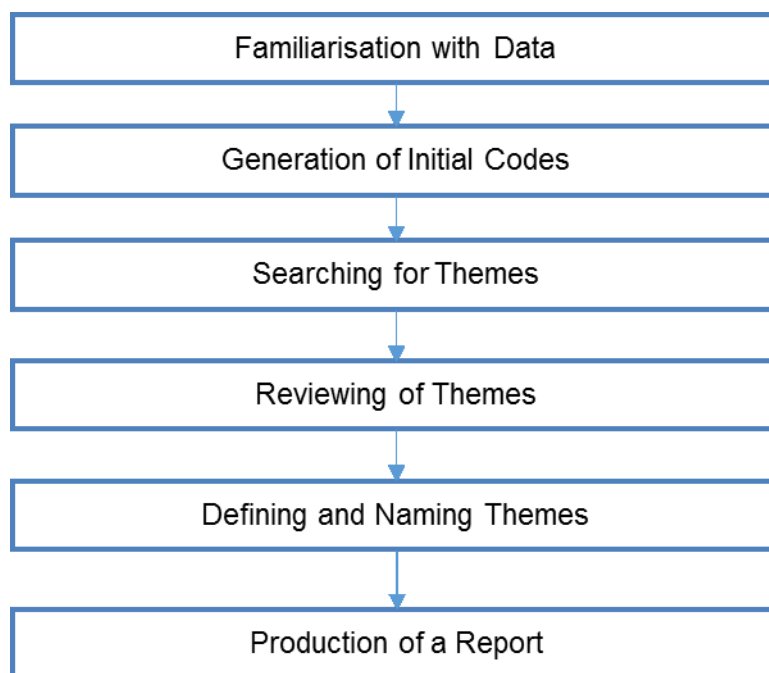 Familiarisation with Data
Generation of Initial Codes
Searching for Themes
Reviewing of Themes
Defining and Naming Themes
Production of a Report